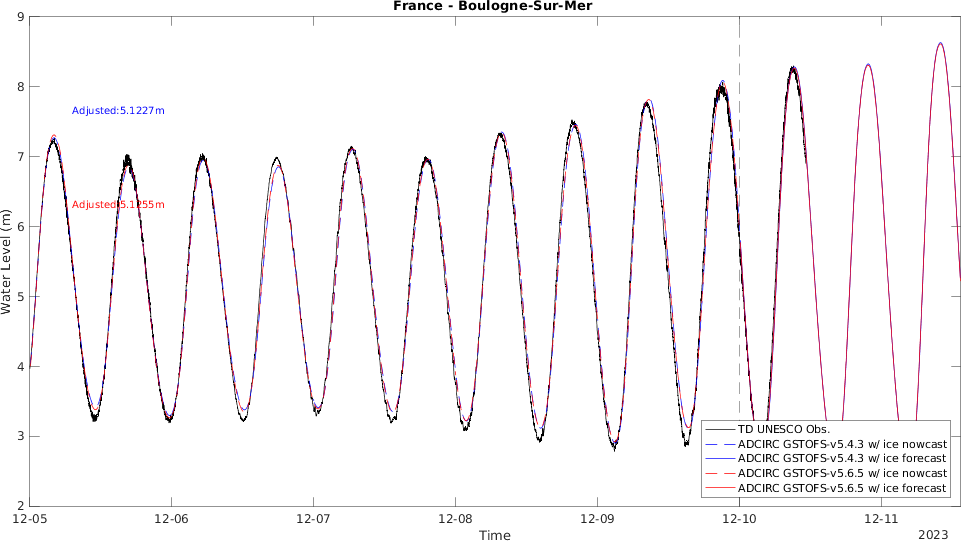 France - Boulogne-Sur-Mer
9
8
7
6
5
4
3
2
Water Level (m)
Adjusted:5.1227m
Adjusted:5.1255m
TD UNESCO Obs.
ADCIRC GSTOFS-v5.4.3 w/ ice nowcast
ADCIRC GSTOFS-v5.4.3 w/ ice forecast
ADCIRC GSTOFS-v5.6.5 w/ ice nowcast
ADCIRC GSTOFS-v5.6.5 w/ ice forecast
12-05 12-06 12-07 12-08 12-09 12-10 12-11
Time
2023